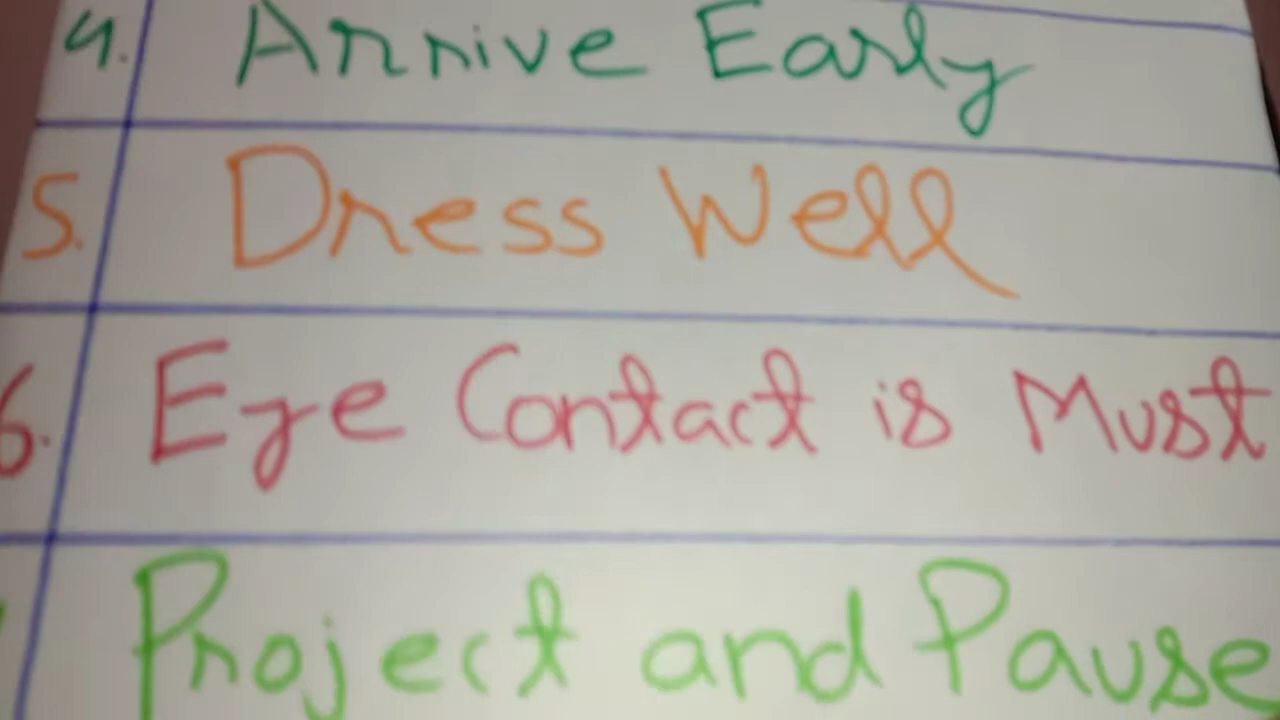 4. Arrive Early
5. Dress Well
6. Eye Contact is Must
Project and Pause